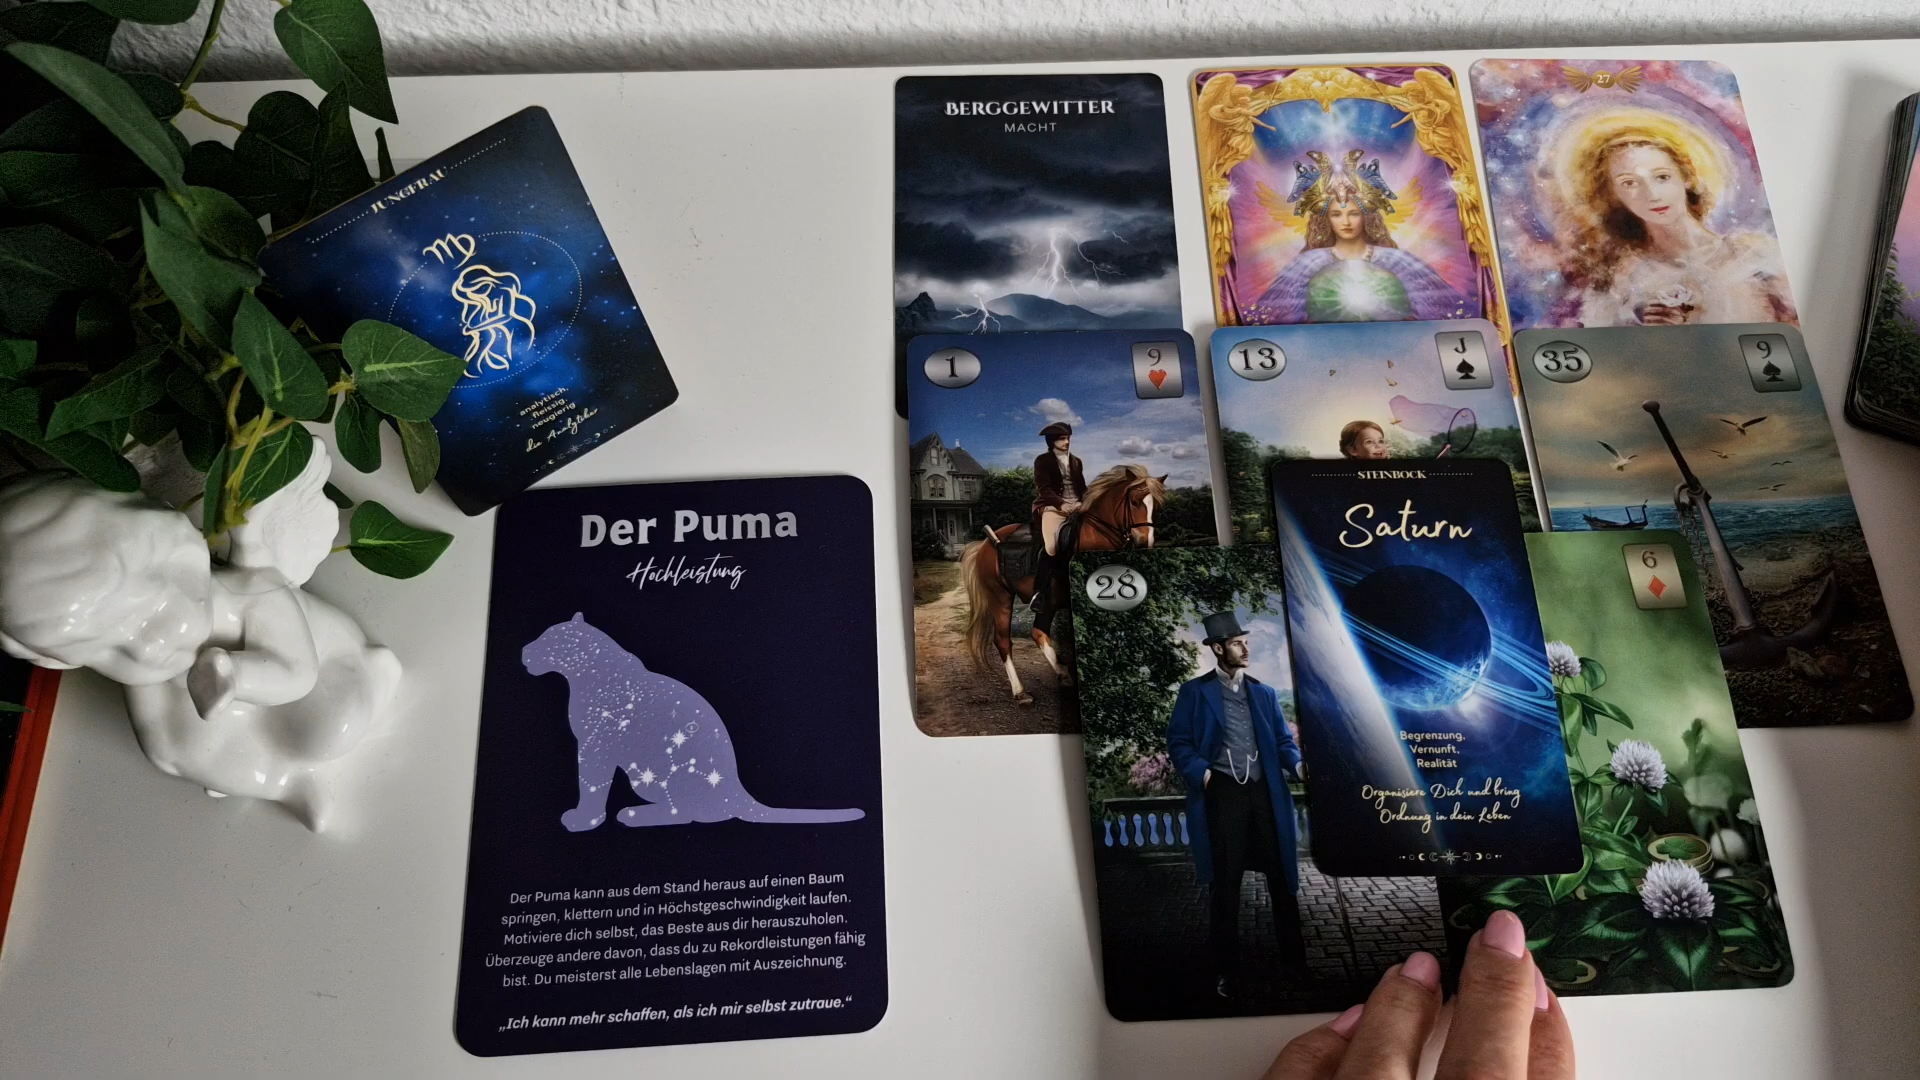 JUNGFRAU
analytisch,
fleissig,
neugierig
die Analytiker
Der Puma
Hochleistung
Der Puma kann aus dem Stand heraus auf einen Baum
springen, klettern und in Höchstgeschwindigkeit laufen.
Motiviere dich selbst, das Beste aus dir herauszuholen.
Überzeuge andere davon, dass du zu Rekordleistungen fähig
bist. Du meisterst alle Lebenslagen mit Auszeichnung.
„Ich kann mehr schaffen, als ich mir selbst zutraue.“
BERGGEWITTER
MACHT
27
1
9
13
J
35
9
28
STEINBOCK
Saturn
Begrenzung,
Vernunft,
Realität
Organisiere Dich und bring
Ordnung in dein Leben
6